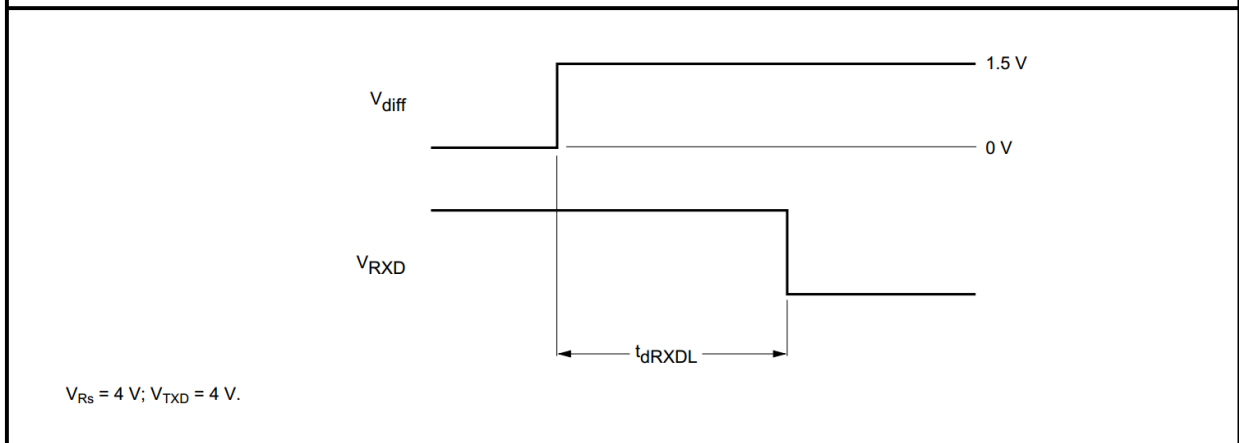 1.5 V
Vdiff
0 V
VRXD
tdRXDL
VRs = 4 V; VTXD = 4 V.